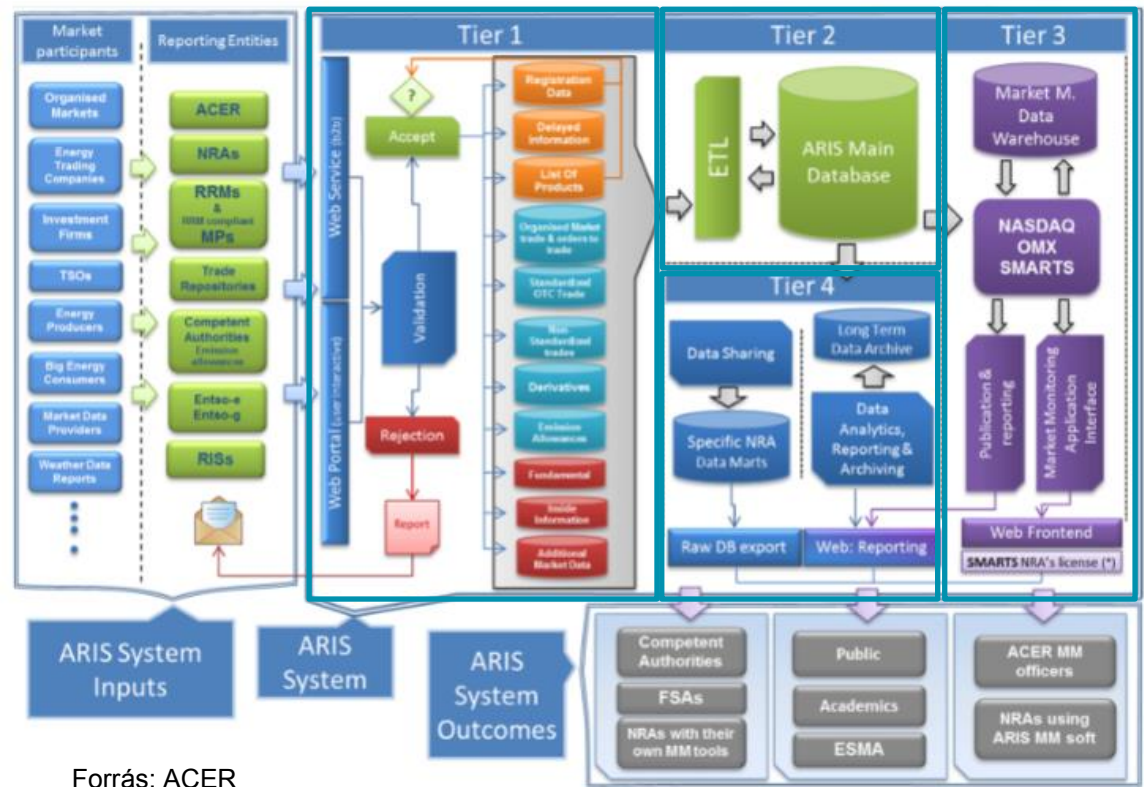 Market
participants
Organised
Markets
Energy
Trading
Companies
Investment
Firms
TSOs
Energy
Producers
Big Energy
Consumers
Market Data
Providers
Weather Data
Reports
Reporting Entities
ACER
NRAs
RRMs
&
RRM compliant
MPs
Trade
Repositories
Competent
Authorities
Emission
allowances
Entso-e
Entso-g
RISs
Tier 1
Web Service (b2b)
Web Portal (user interactive)
?
Accept
Validation
Rejection
Report
Registration
Data
Delayed
information
List Of
Products
Organised Market
trade & orders to
trade
Standardized
OTC Trade
Non
Standardized
trades
Derivatives
Emission
Allowances
Fundamental
Inside
Information
Additional
Market Data
Tier 2
ETL
ARIS Main
Database
Tier 3
Market M.
Data
Warehouse
NASDAQ
OMX
SMARTS
Publication &
reporting
Market Monitoring
Application
Interface
Web Frontend
SMARTS NRA's license (*)
Tier 4
Data Sharing
Long Term
Data Archive
Specific NRA
Data Marts
Data
Analytics,
Reporting &
Archiving
Raw DB export
Web: Reporting
ARIS System
Inputs
ARIS
System
ARIS
System
Outcomes
Competent
Authorities
FSAs
NRAs with their
own MM tools
Public
Academics
ESMA
ACER MM
officers
NRAs using
ARIS MM soft
Forrás: ACER